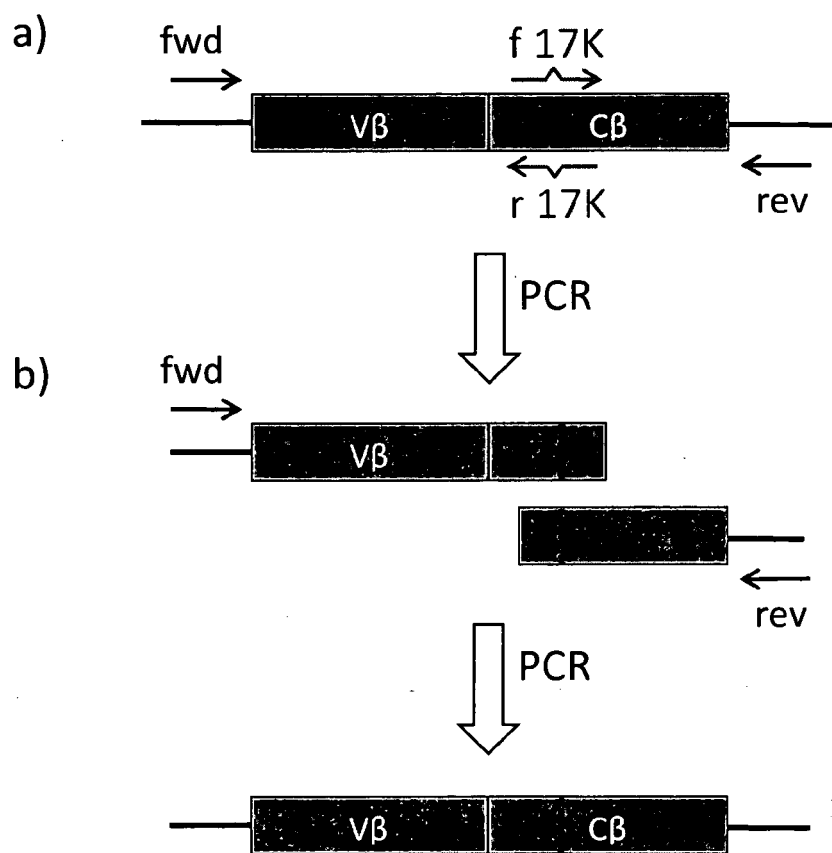 a)
fwd f 17K
Vβ Cβ
r 17K rev
PCR
b)
fwd
Vβ
rev
PCR
Vβ Cβ